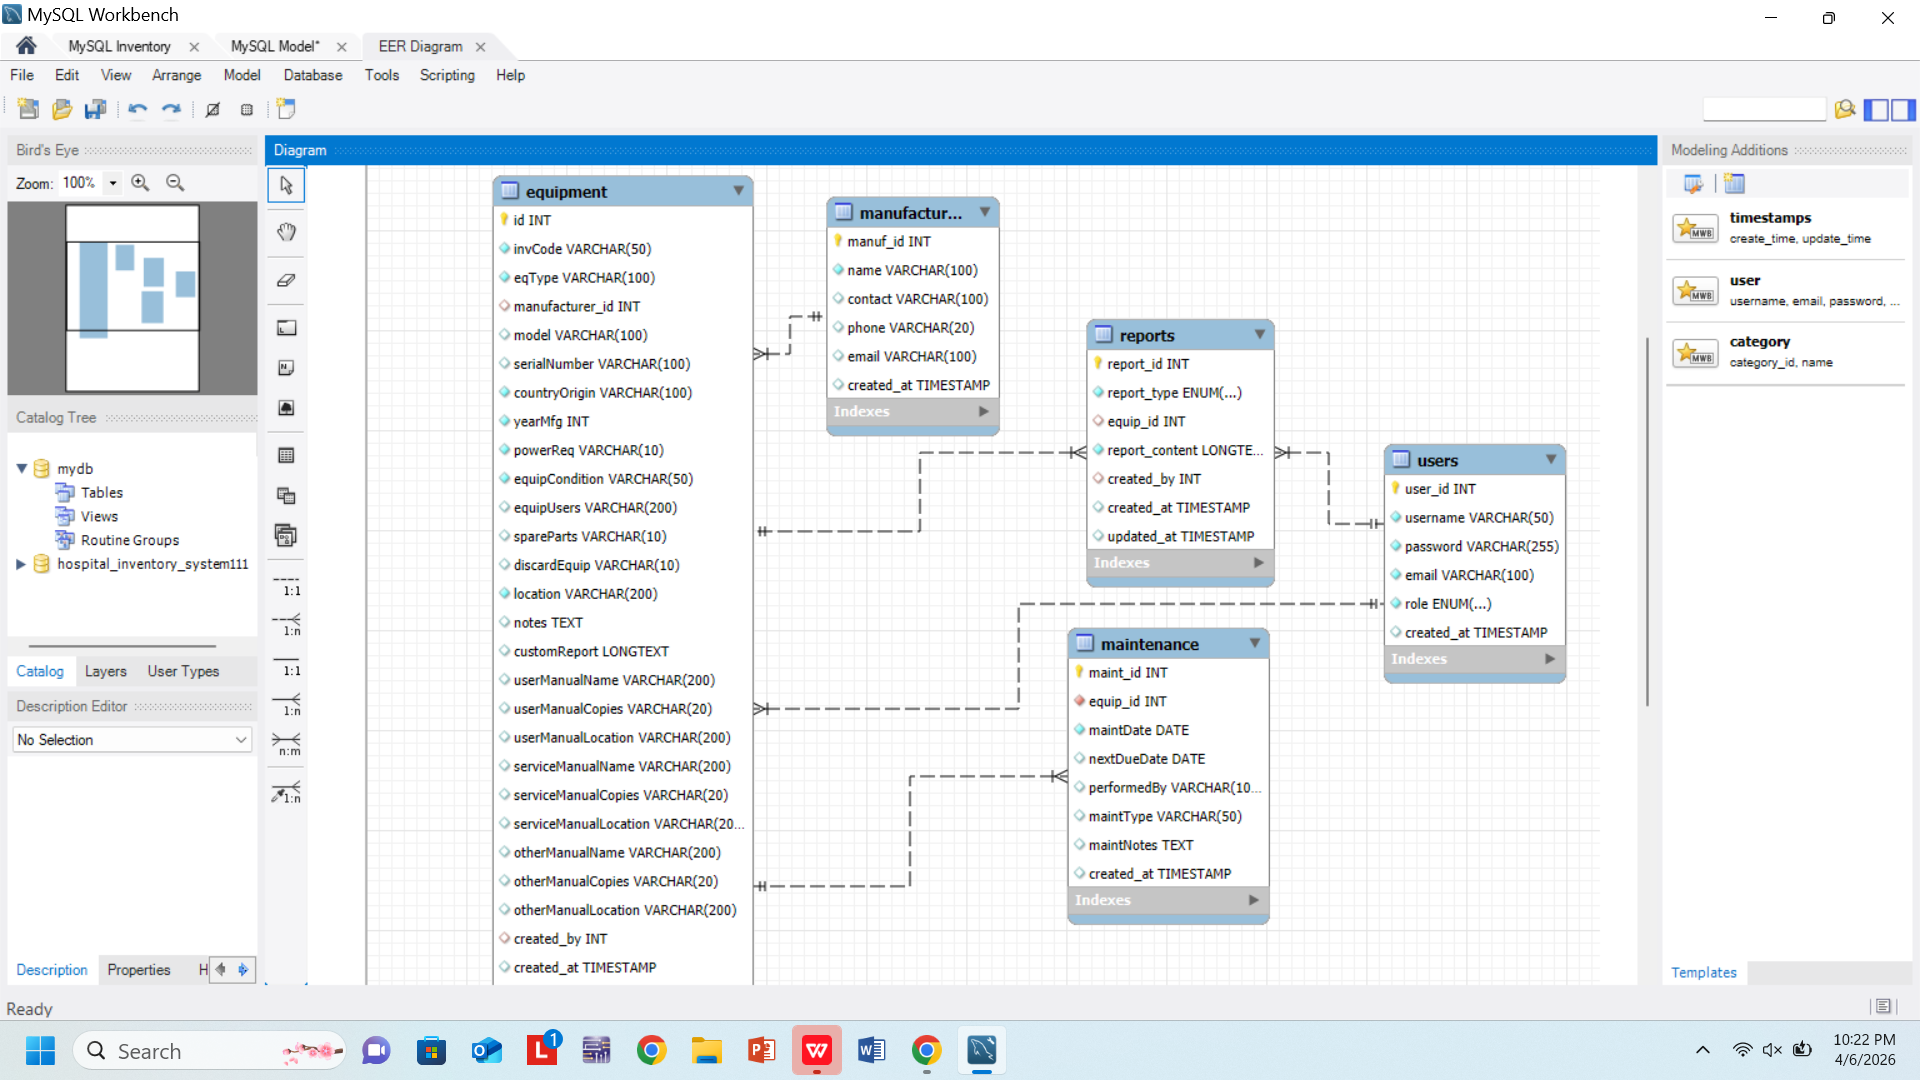 MySQL Workbench
MySQL Inventory
MySQL Model*
EER Diagram
File Edit View Arrange Model Database Tools Scripting Help
Bird's Eye
Zoom: 100%
Catalog Tree
mydb
Tables
Views
Routine Groups
hospital_inventory_system111
Catalog Layers User Types
Description Editor
No Selection
Description Properties H
Ready
Diagram
1:1
1:n
1:1
1:n
n:m
1:n
equipment
id INT
invCode VARCHAR(50)
eqType VARCHAR(100)
manufacturer_id INT
model VARCHAR(100)
serialNumber VARCHAR(100)
countryOrigin VARCHAR(100)
yearMfg INT
powerReq VARCHAR(10)
equipCondition VARCHAR(50)
equipUsers VARCHAR(200)
spareParts VARCHAR(10)
discardEquip VARCHAR(10)
location VARCHAR(200)
notes TEXT
customReport LONGTEXT
userManualName VARCHAR(200)
userManualCopies VARCHAR(20)
userManualLocation VARCHAR(200)
serviceManualName VARCHAR(200)
serviceManualCopies VARCHAR(20)
serviceManualLocation VARCHAR(20...
otherManualName VARCHAR(200)
otherManualCopies VARCHAR(20)
otherManualLocation VARCHAR(200)
created_by INT
created_at TIMESTAMP
manufactur...
manuf_id INT
name VARCHAR(100)
contact VARCHAR(100)
phone VARCHAR(20)
email VARCHAR(100)
created_at TIMESTAMP
Indexes
reports
report_id INT
report_type ENUM(...)
equip_id INT
report_content LONGTE...
created_by INT
created_at TIMESTAMP
updated_at TIMESTAMP
Indexes
maintenance
maint_id INT
equip_id INT
maintDate DATE
nextDueDate DATE
performedBy VARCHAR(10...
maintType VARCHAR(50)
maintNotes TEXT
created_at TIMESTAMP
Indexes
users
user_id INT
username VARCHAR(50)
password VARCHAR(255)
email VARCHAR(100)
role ENUM(...)
created_at TIMESTAMP
Indexes
Modeling Additions
MWB
timestamps
create_time, update_time
MWB
user
username, email, password, ...
MWB
category
category_id, name
Templates
Search
L
1
P
W
W
10:22 PM
4/6/2026